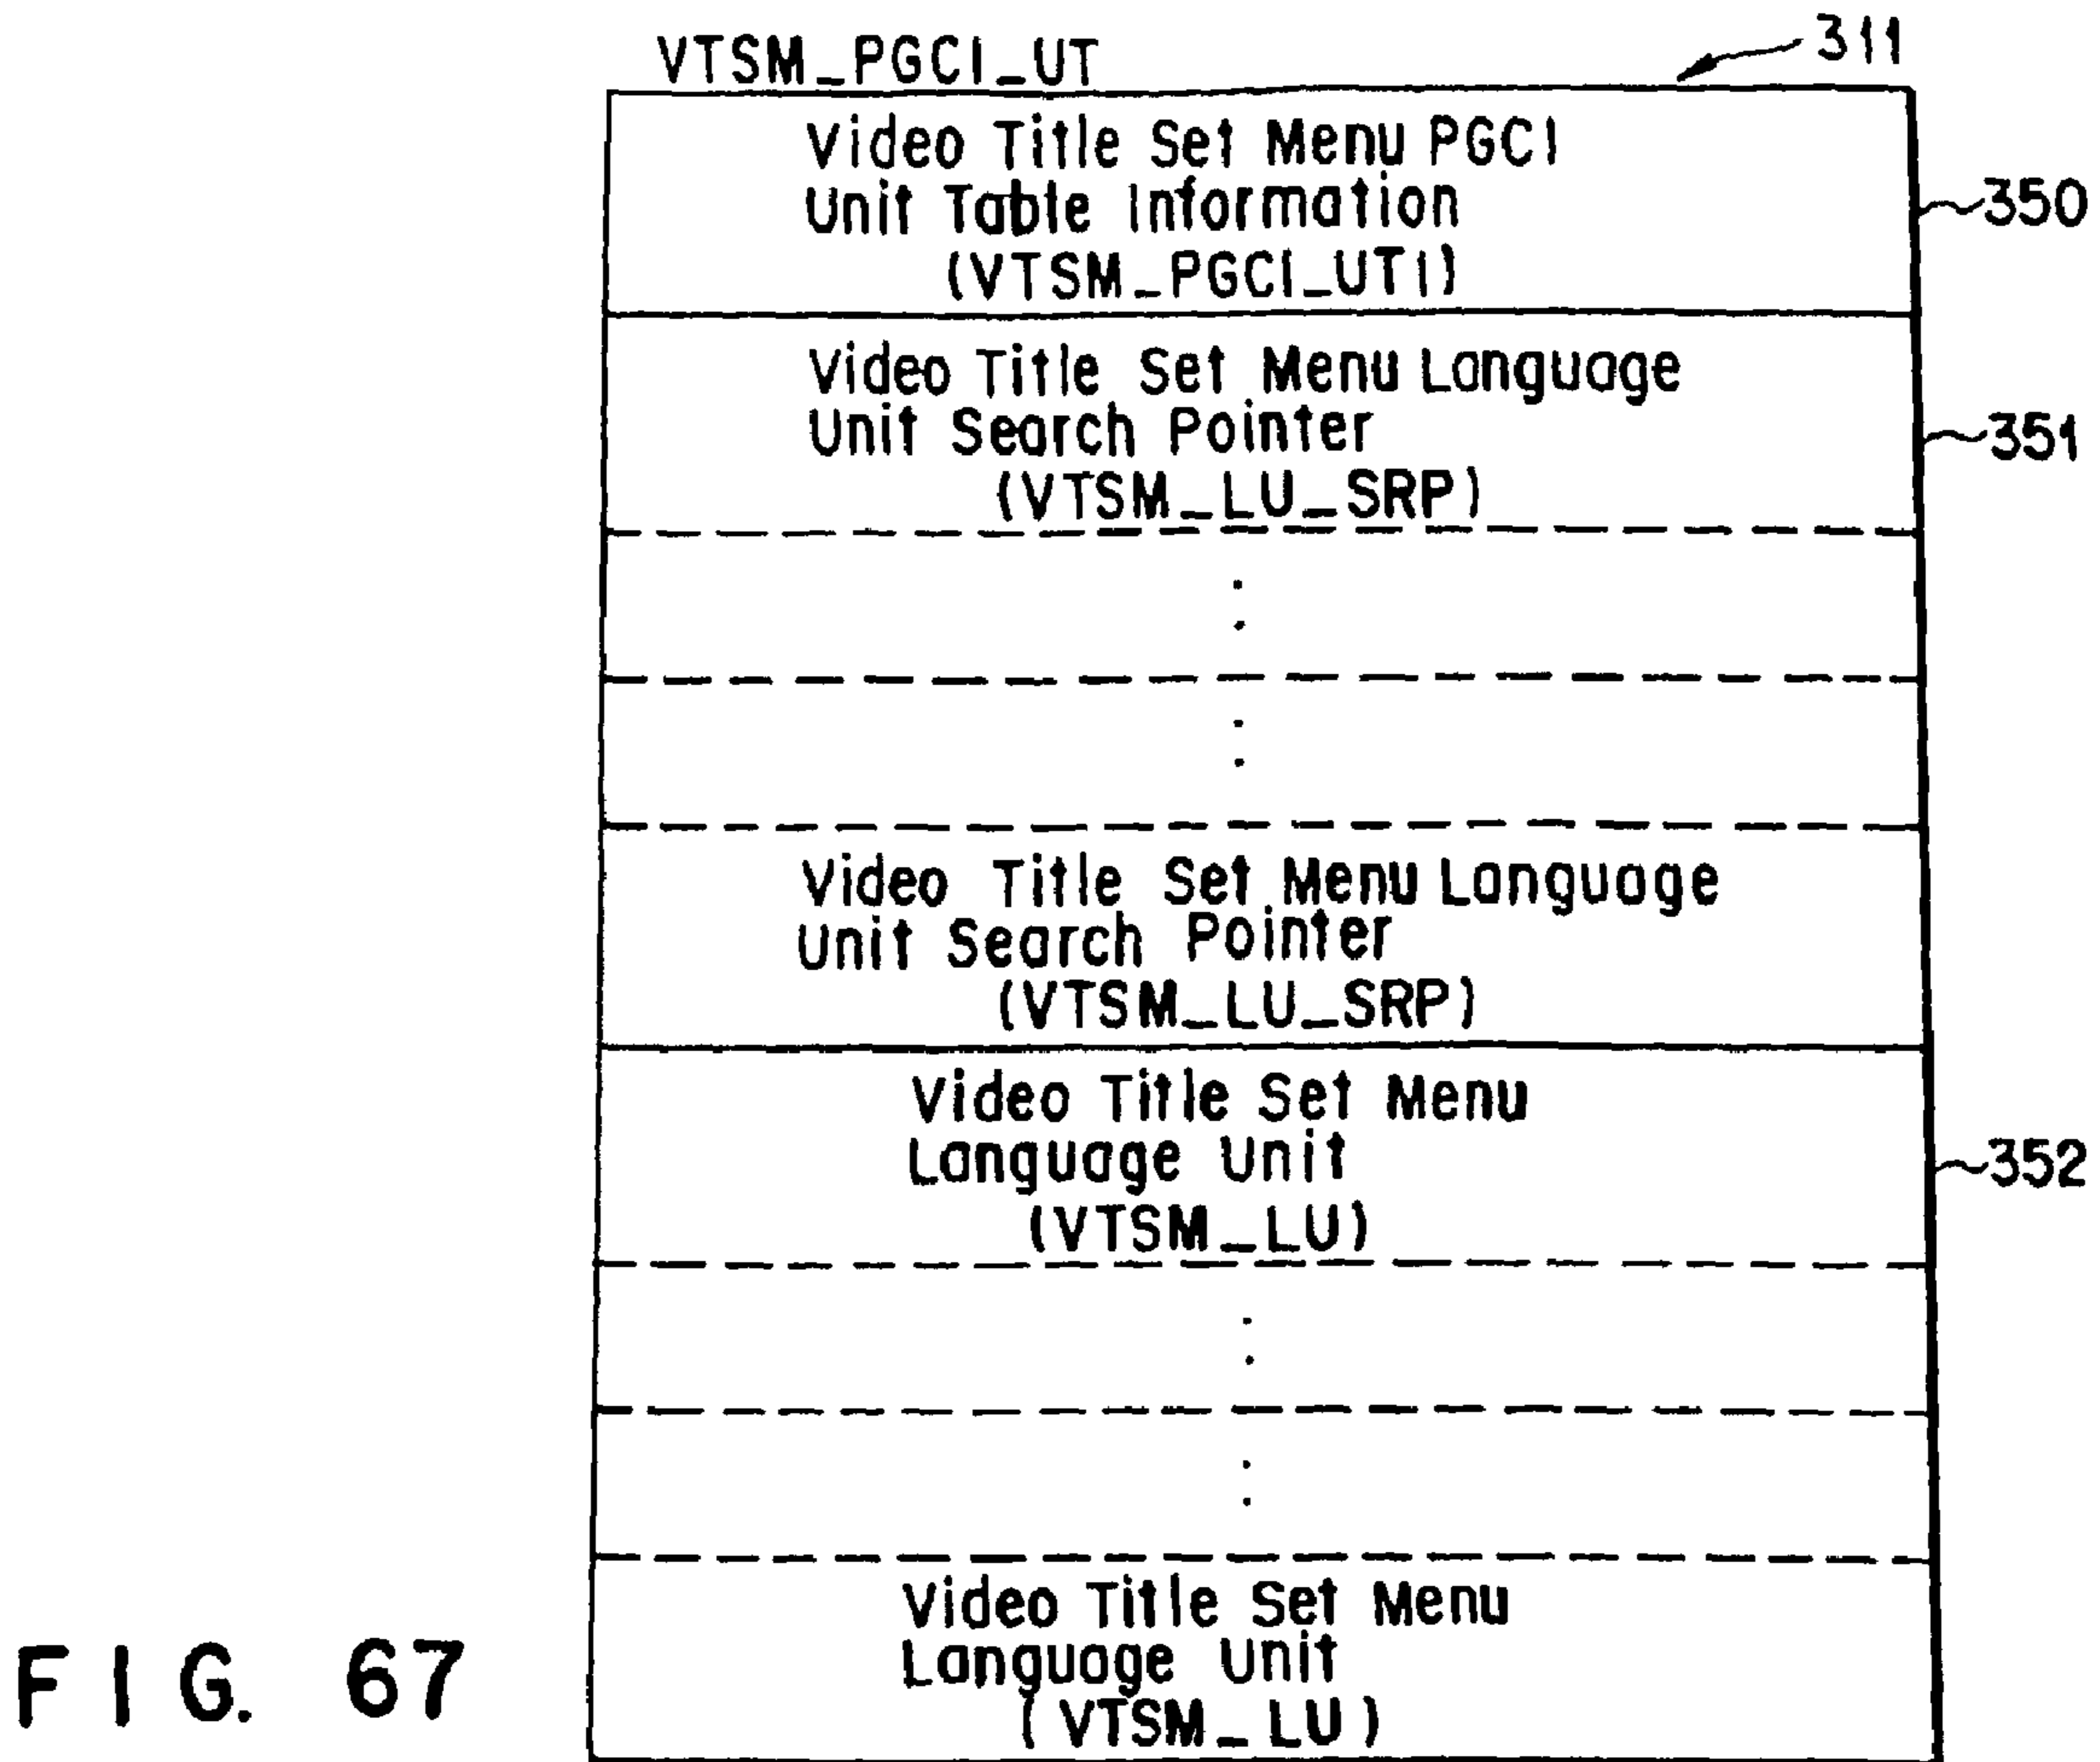 VTSM_PGCI_UT
311
Video Title Set Menu PGCI
Unit Table Information
(VTSM_PGCI_UTI)
350
Video Title Set Menu Language
Unit Search Pointer
(VTSM_LU_SRP)
351
Video Title Set Menu Language
Unit Search Pointer
(VTSM_LU_SRP)
Video Title Set Menu
Language Unit
(VTSM_LU)
352
Video Title Set Menu
Language Unit
(VTSM_LU)
FIG. 67